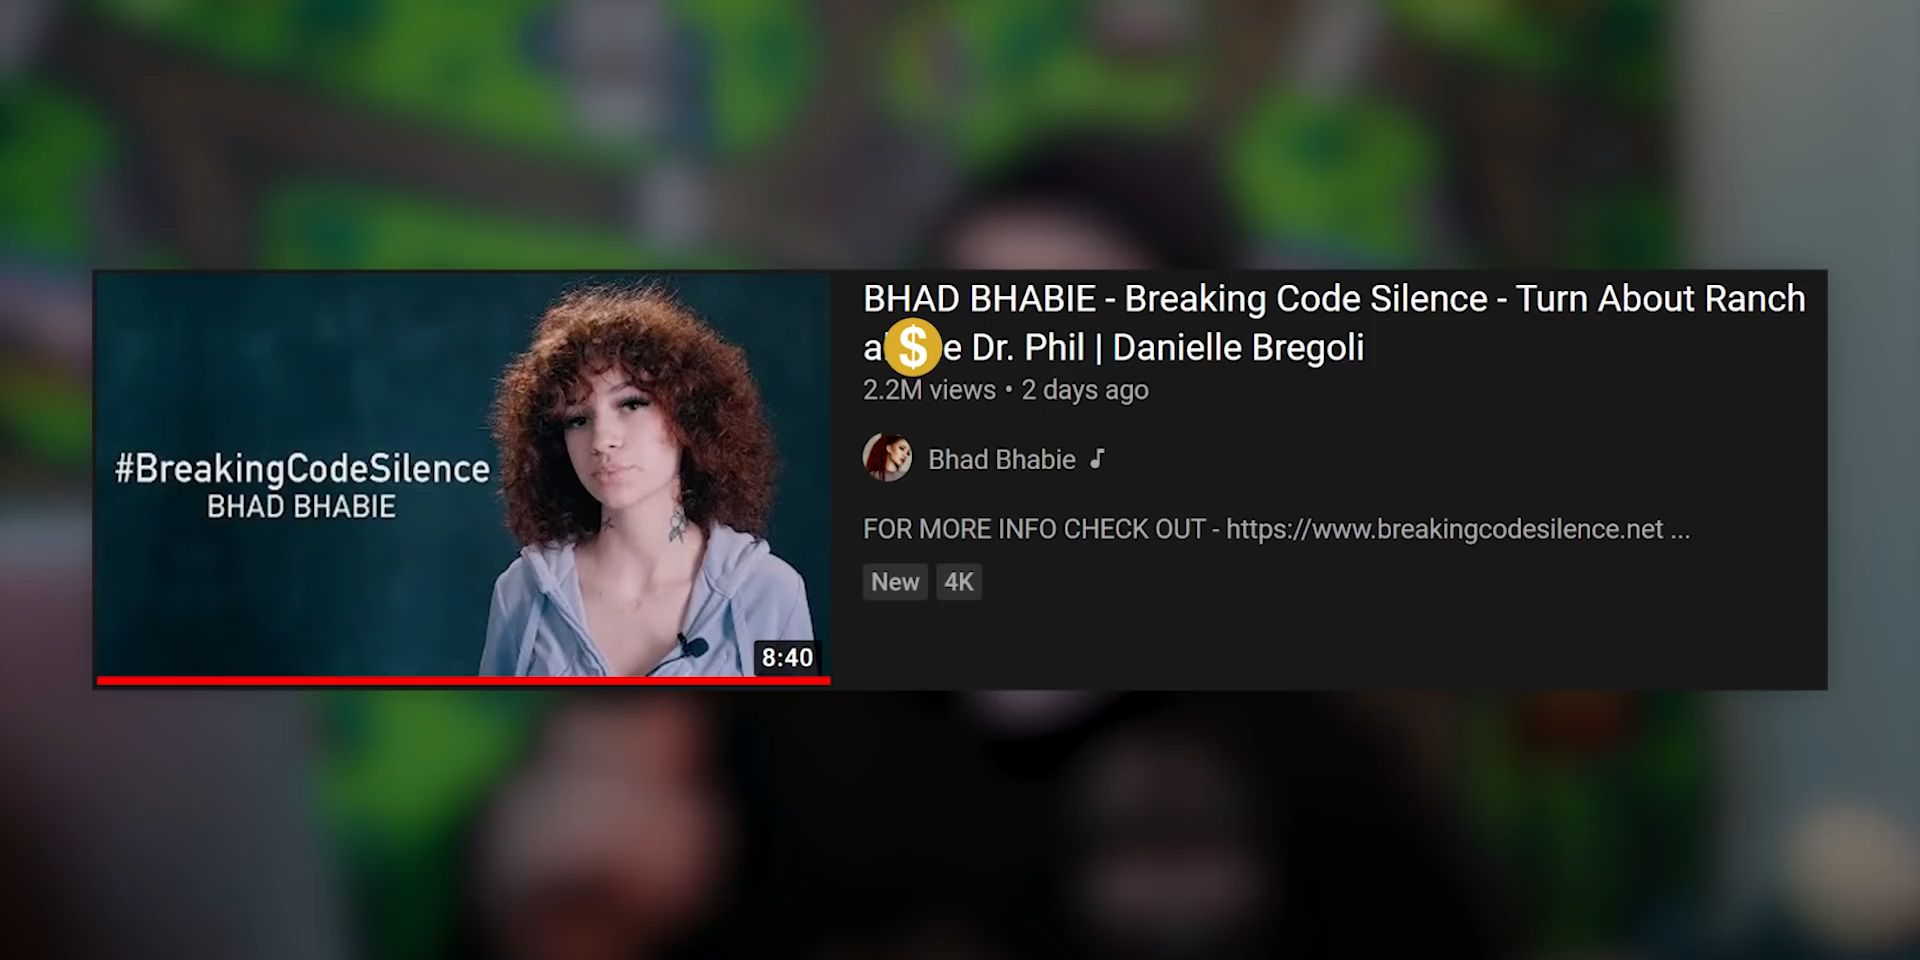 #BreakingCodeSilence
BHAD BHABIE
8:40
BHAD BHABIE - Breaking Code Silence - Turn About Ranch
a$e Dr. Phil | Danielle Bregoli
2.2M views • 2 days ago
Bhad Bhabie
FOR MORE INFO CHECK OUT - https://www.breakingcodesilence.net ...
New 4K